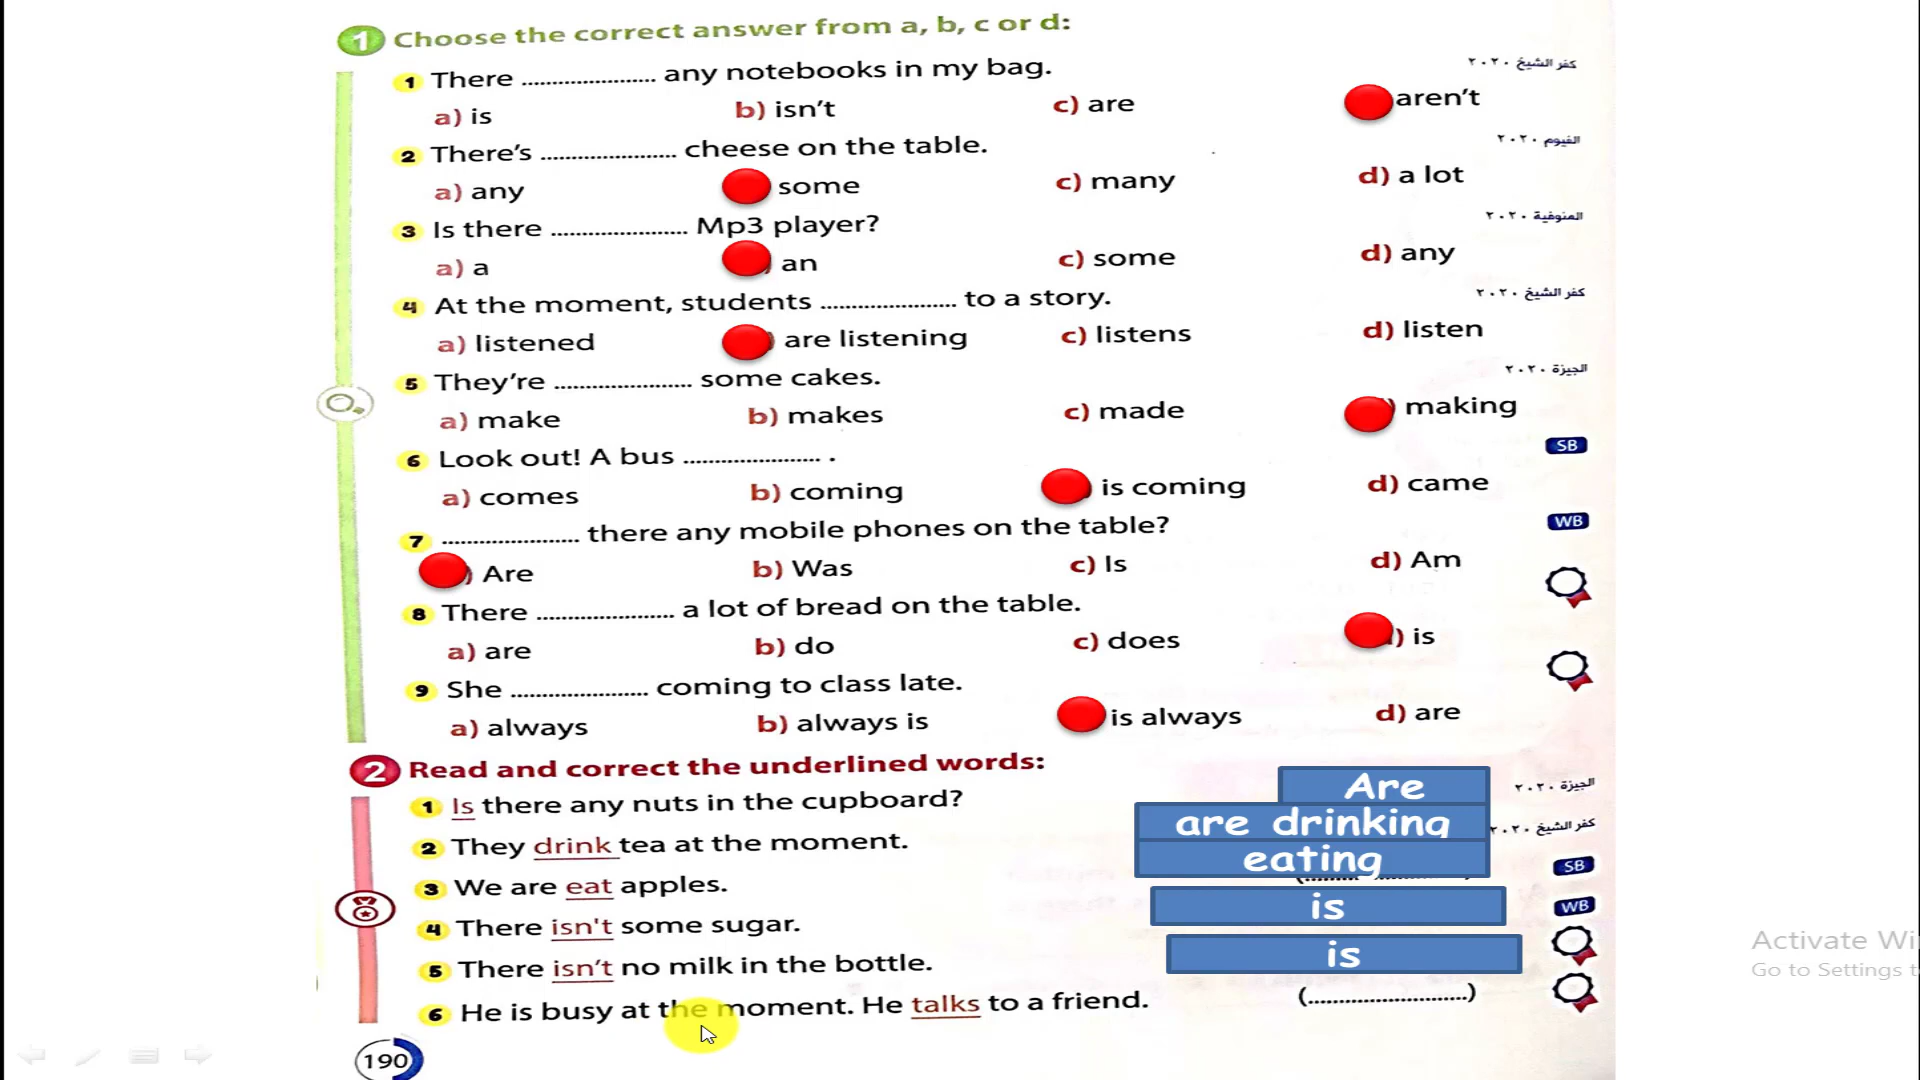 1 Choose the correct answer from a, b, c or d:
1 There ..................... any notebooks in my bag. كفر الشيخ ٢٠٢٠
a) is b) isn't c) are aren't
2 There's ..................... cheese on the table. الفيوم ٢٠٢٠
a) any some c) many d) a lot
3 Is there ..................... Mp3 player? المنوفية ٢٠٢٠
a) a an c) some d) any
4 At the moment, students ..................... to a story. كفر الشيخ ٢٠٢٠
a) listened ) are listening c) listens d) listen
5 They're ..................... some cakes. الجيزة ٢٠٢٠
a) make b) makes c) made ) making
6 Look out! A bus ..................... . SB
a) comes b) coming ) is coming d) came
7 ..................... there any mobile phones on the table? WB
) Are b) Was c) Is d) Am
8 There ..................... a lot of bread on the table.
a) are b) do c) does ) is
9 She ..................... coming to class late.
a) always b) always is is always d) are
2 Read and correct the underlined words:
1 Is there any nuts in the cupboard? Are الجيزة ٢٠٢٠
2 They drink tea at the moment. are drinking كفر الشيخ ٢٠٢٠
3 We are eat apples. eating SB
4 There isn't some sugar. is WB
5 There isn't no milk in the bottle. is
6 He is busy at the moment. He talks to a friend. (..........................)
190
Activate Wi
Go to Settings t